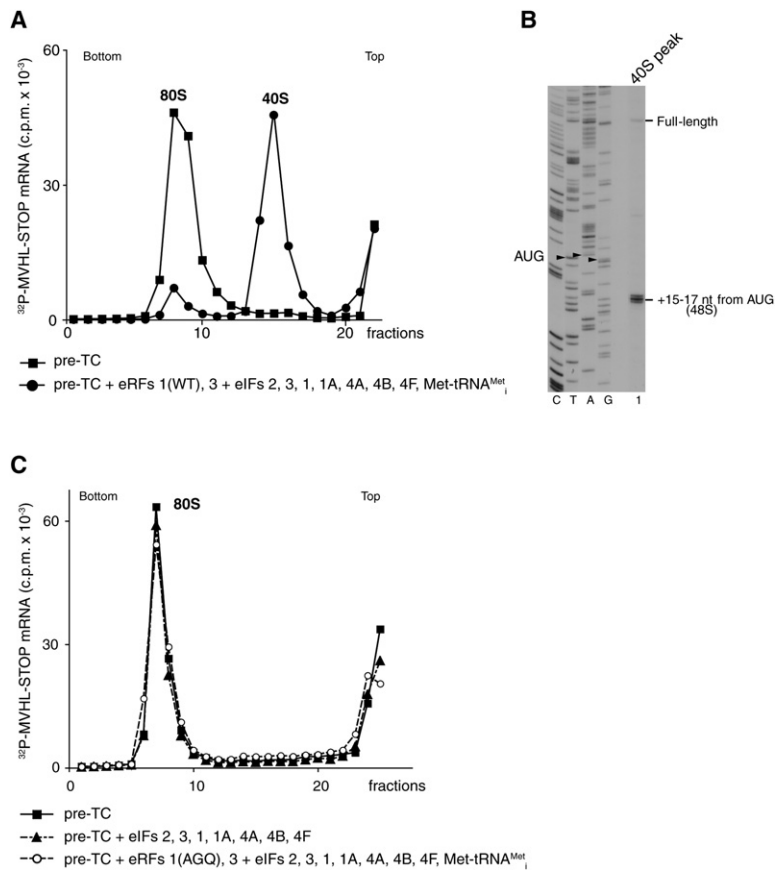 A
³²P-MVHL-STOP mRNA (c.p.m. x 10⁻³)
60
30
0
Bottom
Top
80S
40S
0
10
20
fractions
pre-TC
pre-TC + eRFs 1(WT), 3 + eIFs 2, 3, 1, 1A, 4A, 4B, 4F, Met-tRNAᴹᵉᵗᵢ
B
40S peak
Full-length
AUG
+15-17 nt from AUG
(48S)
C T A G 1
C
³²P-MVHL-STOP mRNA (c.p.m. x 10⁻³)
60
30
0
Bottom
Top
80S
0
10
20
fractions
pre-TC
pre-TC + eIFs 2, 3, 1, 1A, 4A, 4B, 4F
pre-TC + eRFs 1(AGQ), 3 + eIFs 2, 3, 1, 1A, 4A, 4B, 4F, Met-tRNAᴹᵉᵗᵢ